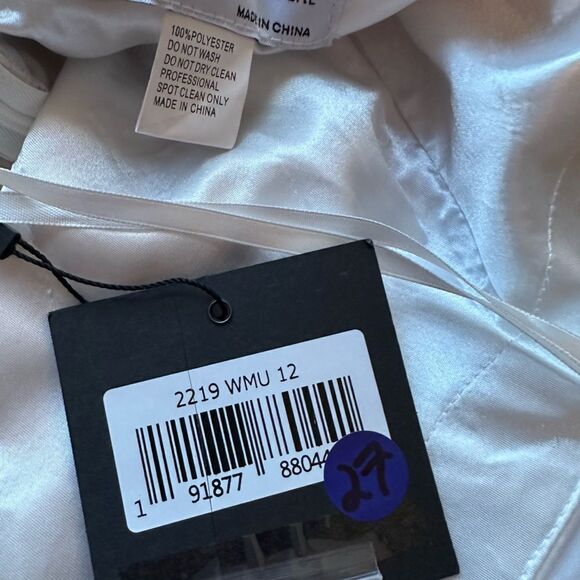 MADE IN CHINA
100%POLYESTER
DO NOT WASH
DO NOT DRY CLEAN
PROFESSIONAL
SPOT CLEAN ONLY
MADE IN CHINA
2219 WMU 12
1 91877 8804
27